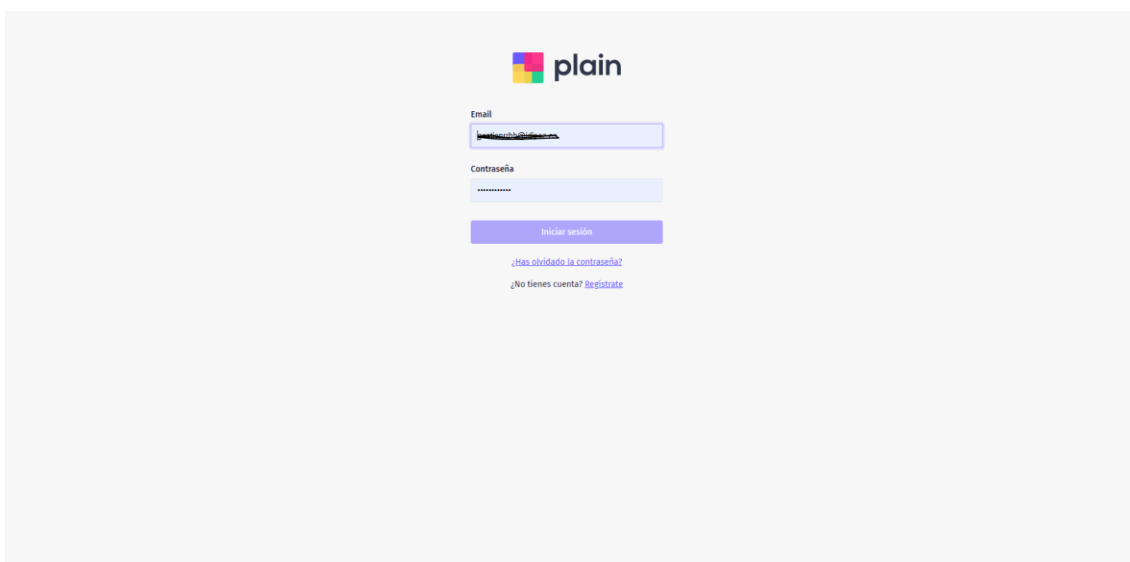 plain
Email
Contraseña
············
Iniciar sesión
¿Has olvidado la contraseña?
¿No tienes cuenta? Regístrate